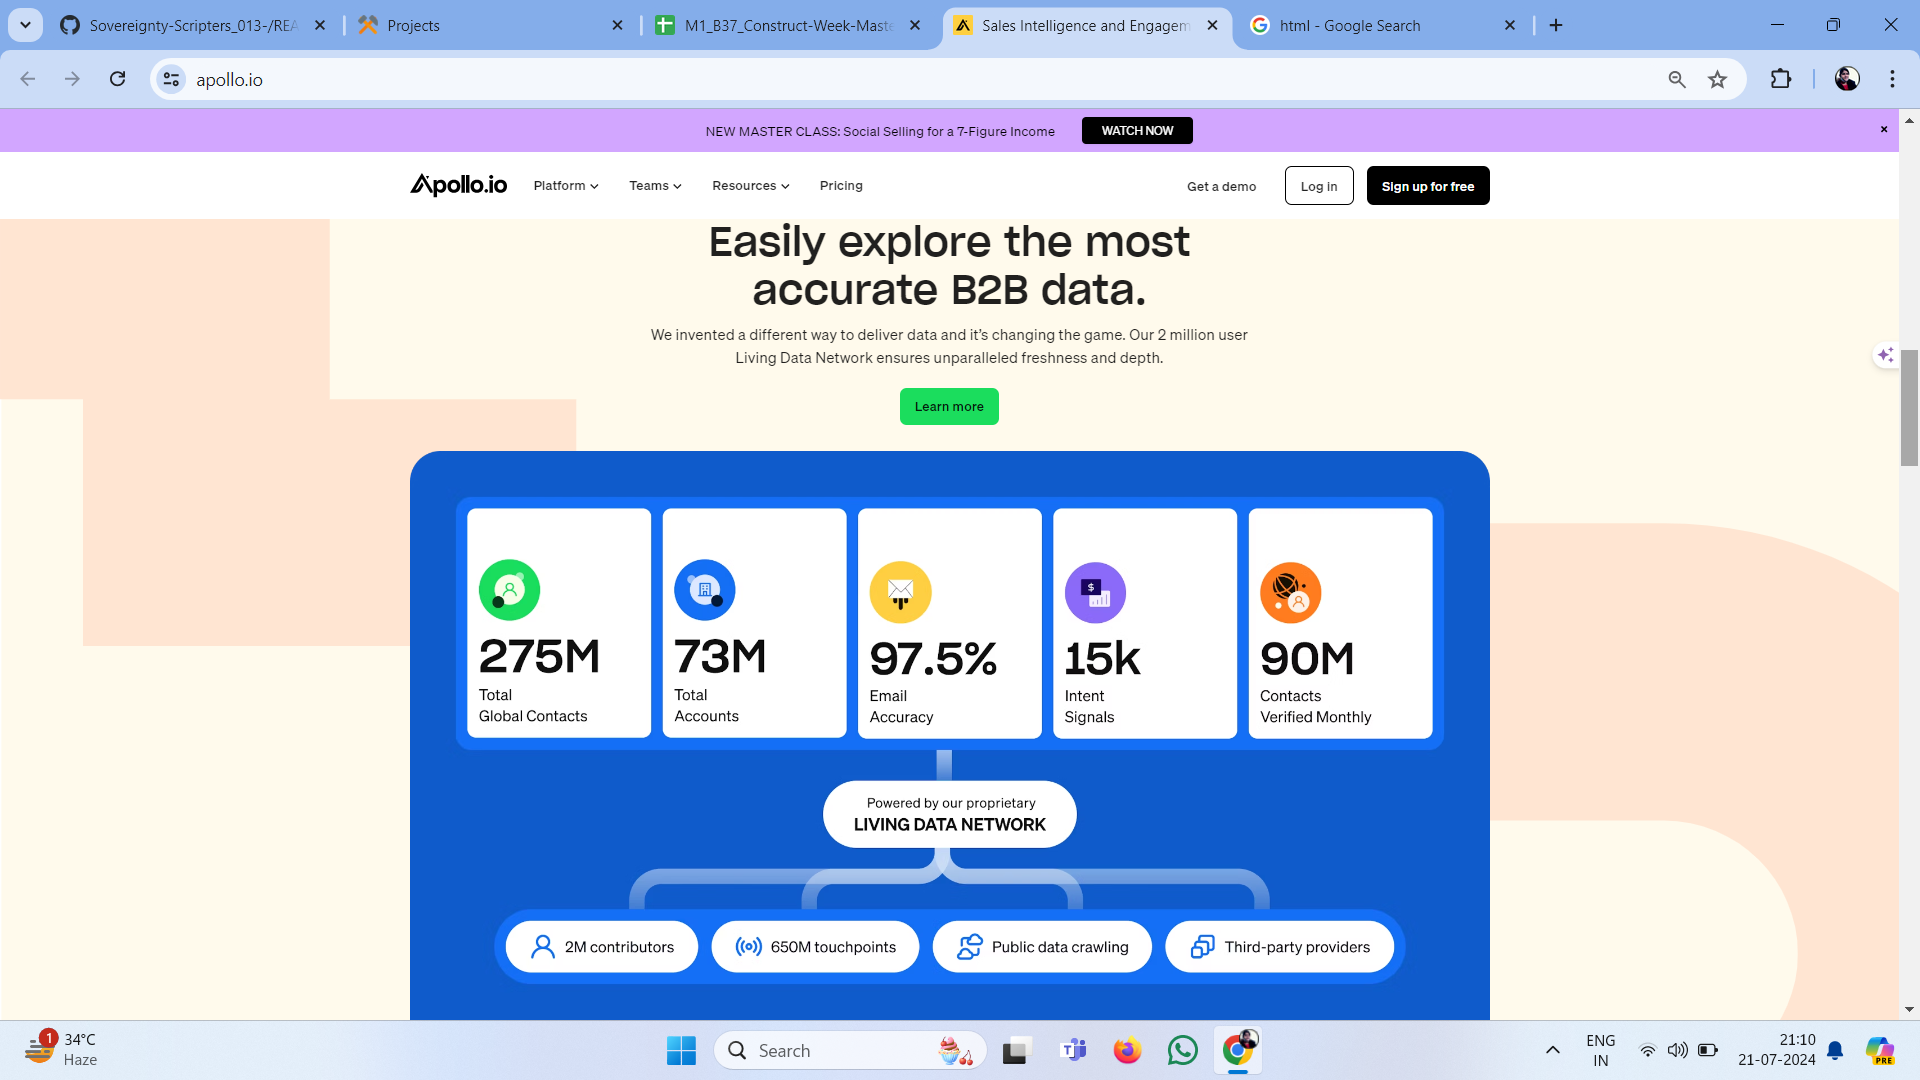 Sovereignty-Scripters_013-/REA
Projects
M1_B37_Construct-Week-Maste
Sales Intelligence and Engagem
html - Google Search
apollo.io
NEW MASTER CLASS: Social Selling for a 7-Figure Income
WATCH NOW
Apollo.io
Platform
Teams
Resources
Pricing
Get a demo
Log in
Sign up for free
Easily explore the most
accurate B2B data.
We invented a different way to deliver data and it’s changing the game. Our 2 million user
Living Data Network ensures unparalleled freshness and depth.
Learn more
275M
Total
Global Contacts
73M
Total
Accounts
97.5%
Email
Accuracy
$
15k
Intent
Signals
90M
Contacts
Verified Monthly
Powered by our proprietary
LIVING DATA NETWORK
2M contributors
650M touchpoints
Public data crawling
Third-party providers
1
34°C
Haze
Search
ENG
IN
21:10
21-07-2024
PRE